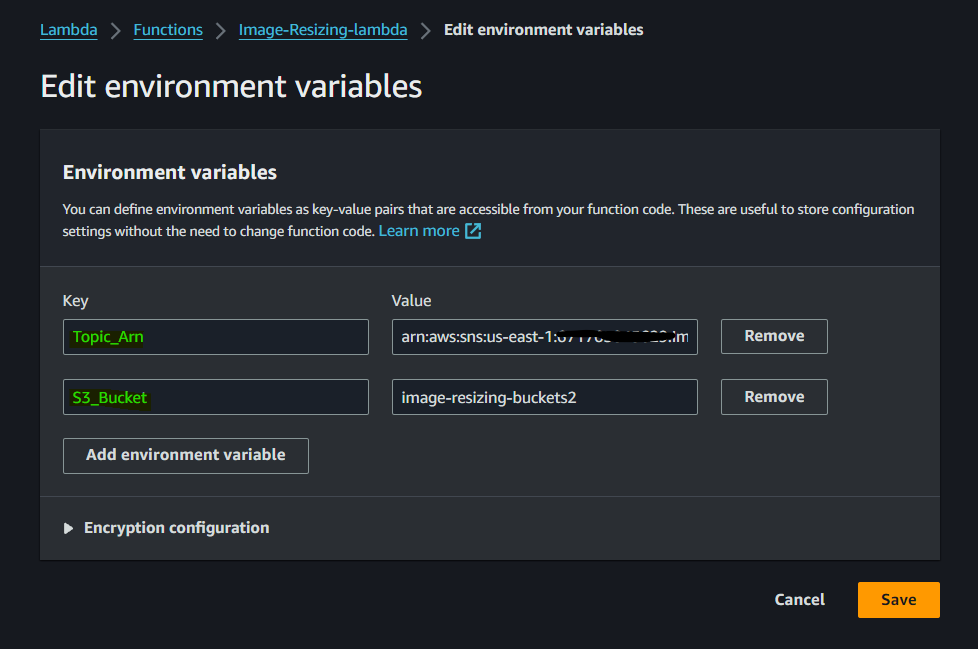 Lambda > Functions > Image-Resizing-lambda > Edit environment variables
Edit environment variables
Environment variables
You can define environment variables as key-value pairs that are accessible from your function code. These are useful to store configuration
settings without the need to change function code. Learn more
Key Value
Topic_Arn arn:aws:sns:us-east-1: Remove
S3_Bucket image-resizing-buckets2 Remove
Add environment variable
Encryption configuration
Cancel Save